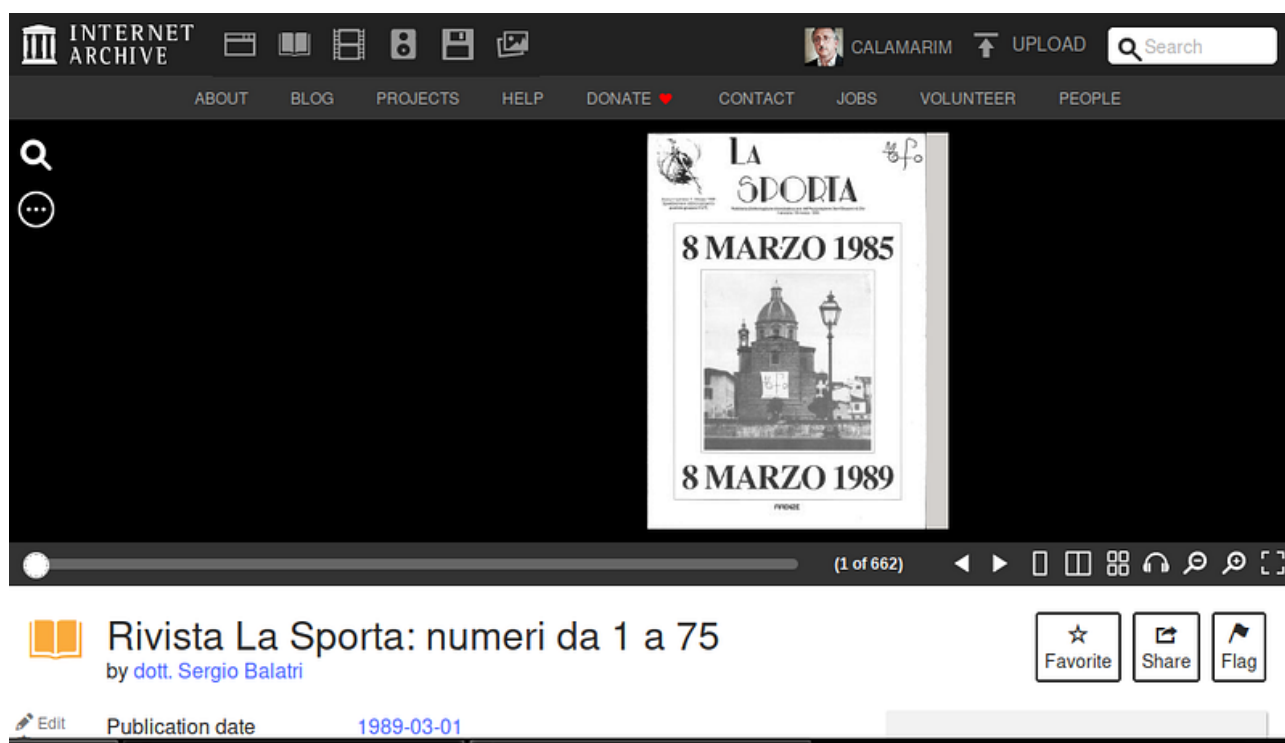 INTERNET
ARCHIVE
CALAMARIM
UPLOAD
Search
ABOUT BLOG PROJECTS HELP DONATE CONTACT JOBS VOLUNTEER PEOPLE
LA
SPORTA
8 MARZO 1985
8 MARZO 1989
FIRENZE
(1 of 662)
Rivista La Sporta: numeri da 1 a 75
by dott. Sergio Balatri
Favorite
Share
Flag
Edit
Publication date 1989-03-01